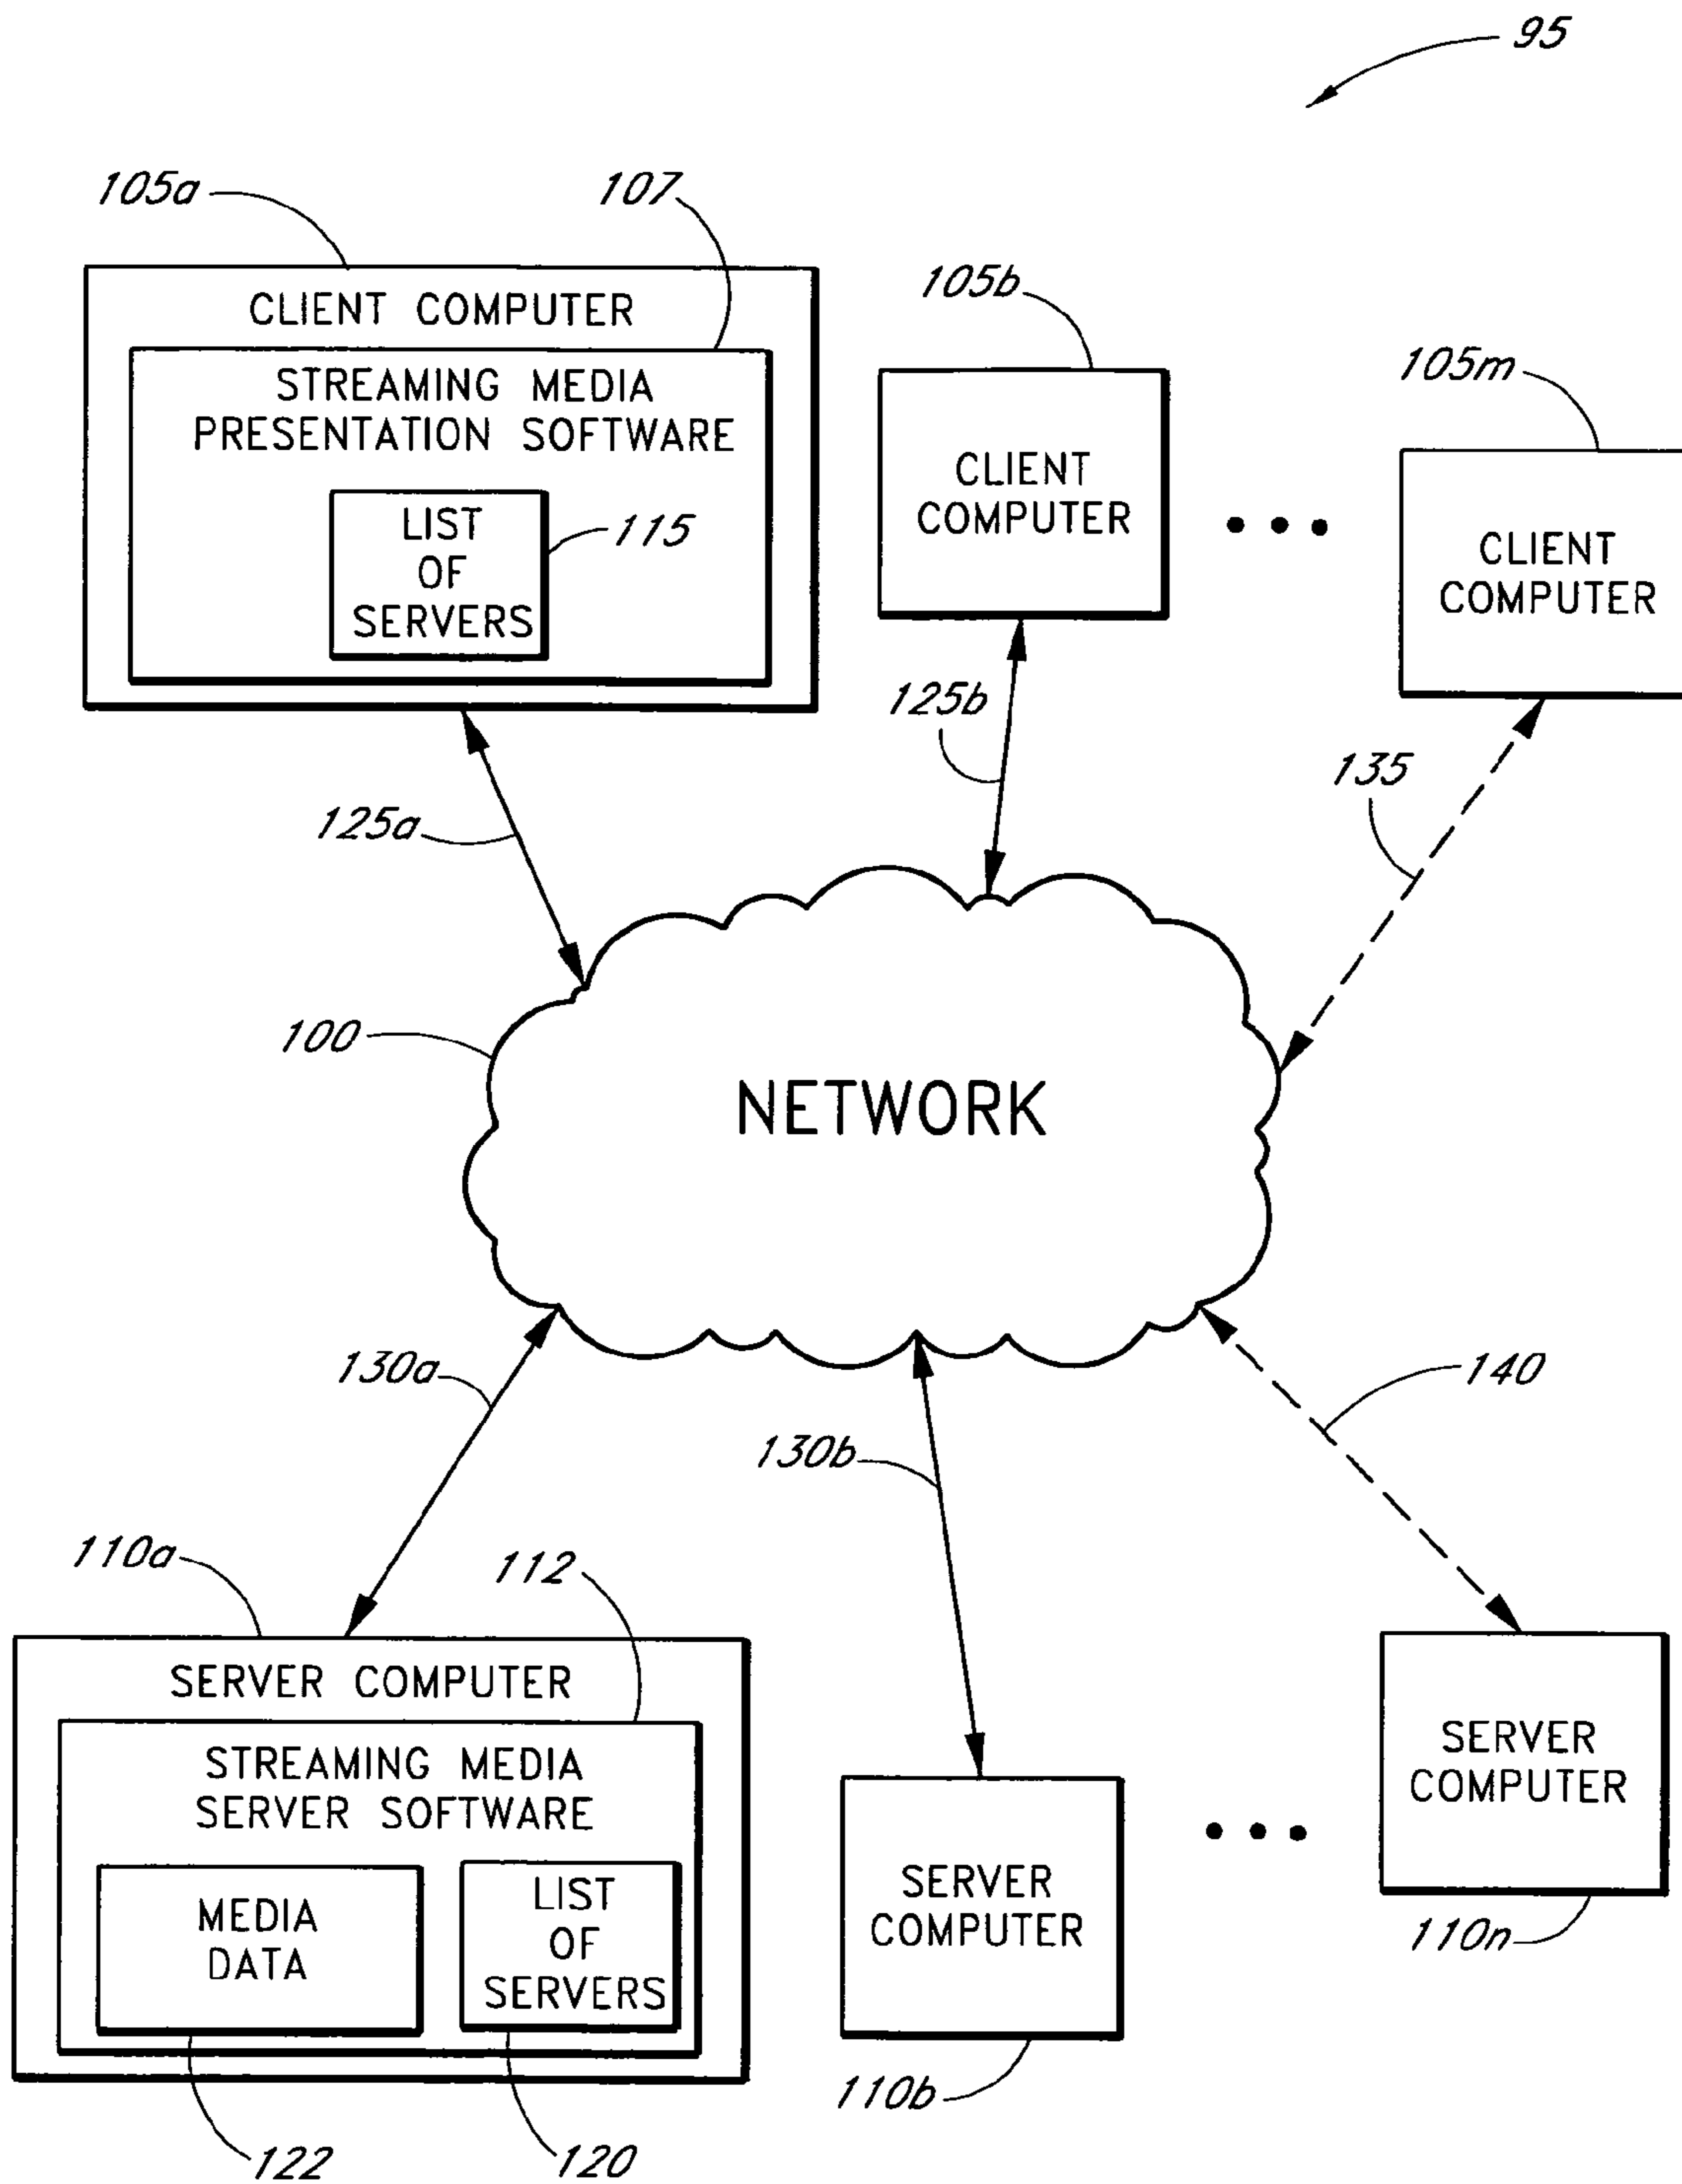 95
105a
107
CLIENT COMPUTER
STREAMING MEDIA
PRESENTATION SOFTWARE
LIST
OF
SERVERS
115
105b
CLIENT
COMPUTER
105m
CLIENT
COMPUTER
125a
125b
135
100
NETWORK
130a
130b
140
110a
112
SERVER COMPUTER
STREAMING MEDIA
SERVER SOFTWARE
MEDIA
DATA
LIST
OF
SERVERS
122
120
SERVER
COMPUTER
110b
SERVER
COMPUTER
110n